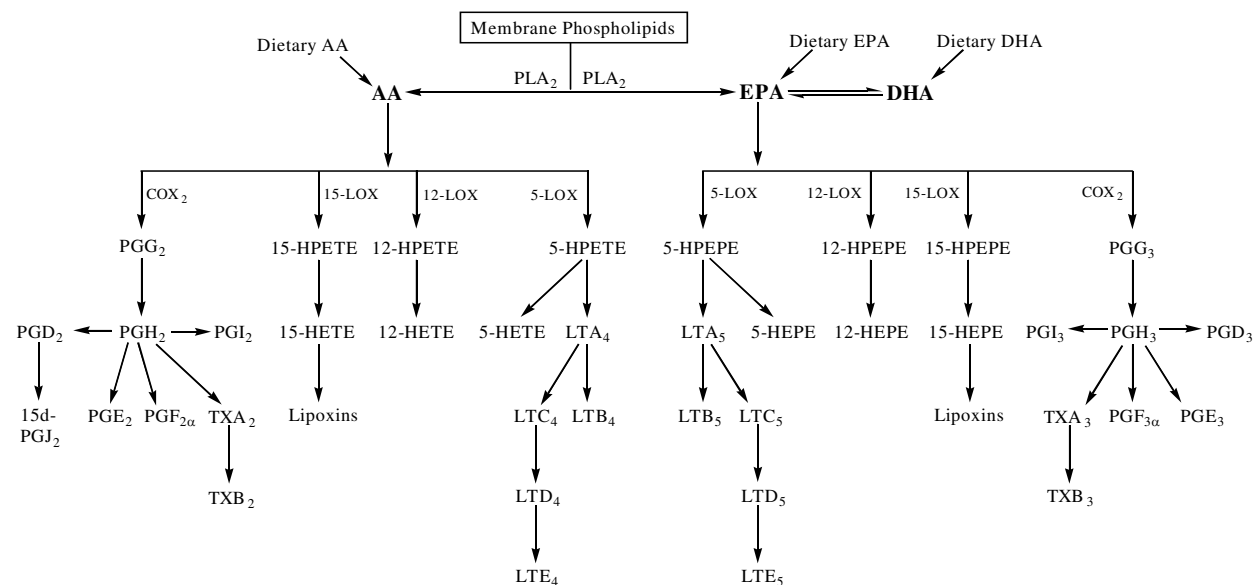 Membrane Phospholipids
Dietary AA
Dietary EPA
Dietary DHA
PLA₂
PLA₂
AA
EPA
DHA
COX₂
15-LOX
12-LOX
5-LOX
5-LOX
12-LOX
15-LOX
COX₂
PGG₂
15-HPETE
12-HPETE
5-HPETE
5-HPEPE
12-HPEPE
15-HPEPE
PGG₃
PGD₂
PGH₂
PGI₂
15-HETE
12-HETE
5-HETE
LTA₄
LTA₅
5-HEPE
12-HEPE
15-HEPE
PGI₃
PGH₃
PGD₃
15d-
PGJ₂
PGE₂
PGF₂α
TXA₂
Lipoxins
LTC₄
LTB₄
LTB₅
LTC₅
Lipoxins
TXA₃
PGF₃α
PGE₃
TXB₂
LTD₄
LTD₅
TXB₃
LTE₄
LTE₅